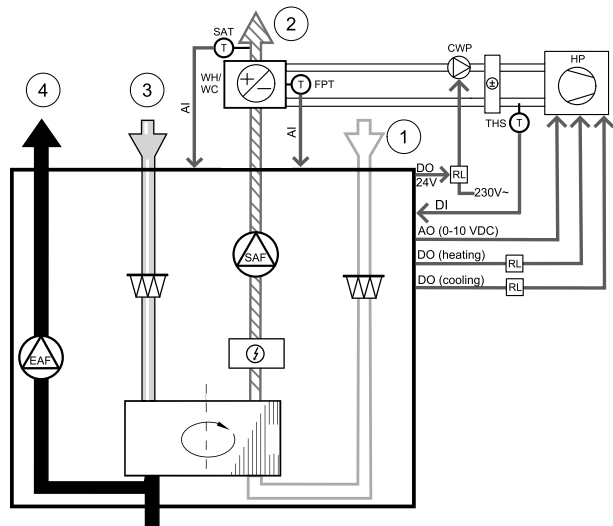 SAT
2
T
CWP
HP
4
3
WH/
WC
+
−
T
FPT
±
AI
AI
1
THS
T
DO
24V
RL
230V~
DI
AO (0-10 VDC)
SAF
DO (heating)
RL
DO (cooling)
RL
EAF